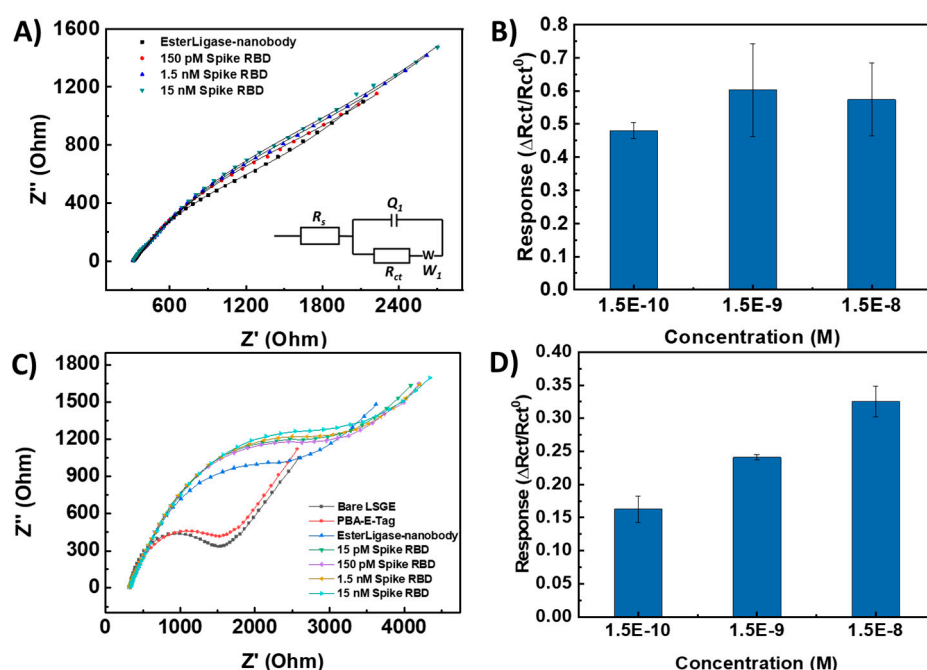 A)
EsterLigase-nanobody
150 pM Spike RBD
1.5 nM Spike RBD
15 nM Spike RBD
1600
1200
800
400
0
Z'' (Ohm)
Rs
Q1
Rct
W
W1
600 1200 1800 2400
Z' (Ohm)
B)
0.8
0.7
0.6
0.5
0.4
0.3
0.2
0.1
0.0
Response (ΔRct/Rct⁰)
1.5E-10 1.5E-9 1.5E-8
Concentration (M)
C)
1800
1500
1200
900
600
300
0
Z'' (Ohm)
Bare LSGE
PBA-E-Tag
EsterLigase-nanobody
15 pM Spike RBD
150 pM Spike RBD
1.5 nM Spike RBD
15 nM Spike RBD
0 1000 2000 3000 4000
Z' (Ohm)
D)
0.40
0.35
0.30
0.25
0.20
0.15
0.10
0.05
0.00
Response (ΔRct/Rct⁰)
1.5E-10 1.5E-9 1.5E-8
Concentration (M)